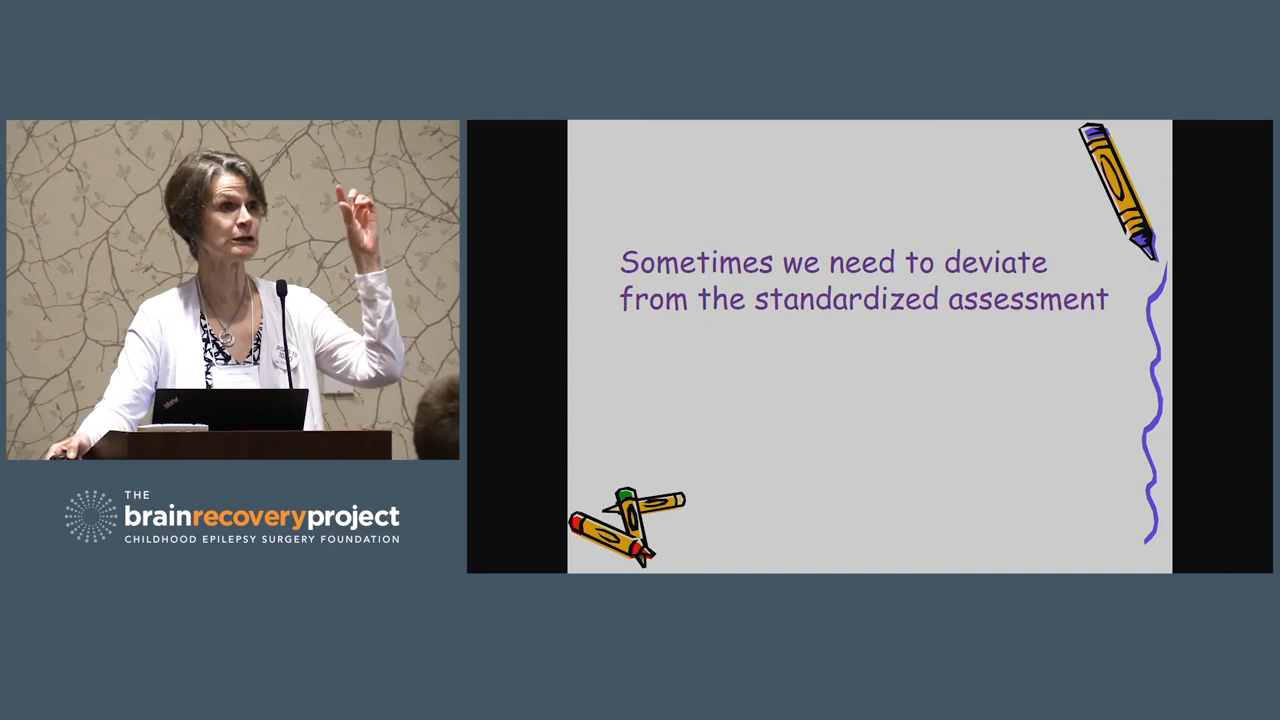 Sometimes we need to deviate
from the standardized assessment
THE
brainrecoveryproject
CHILDHOOD EPILEPSY SURGERY FOUNDATION